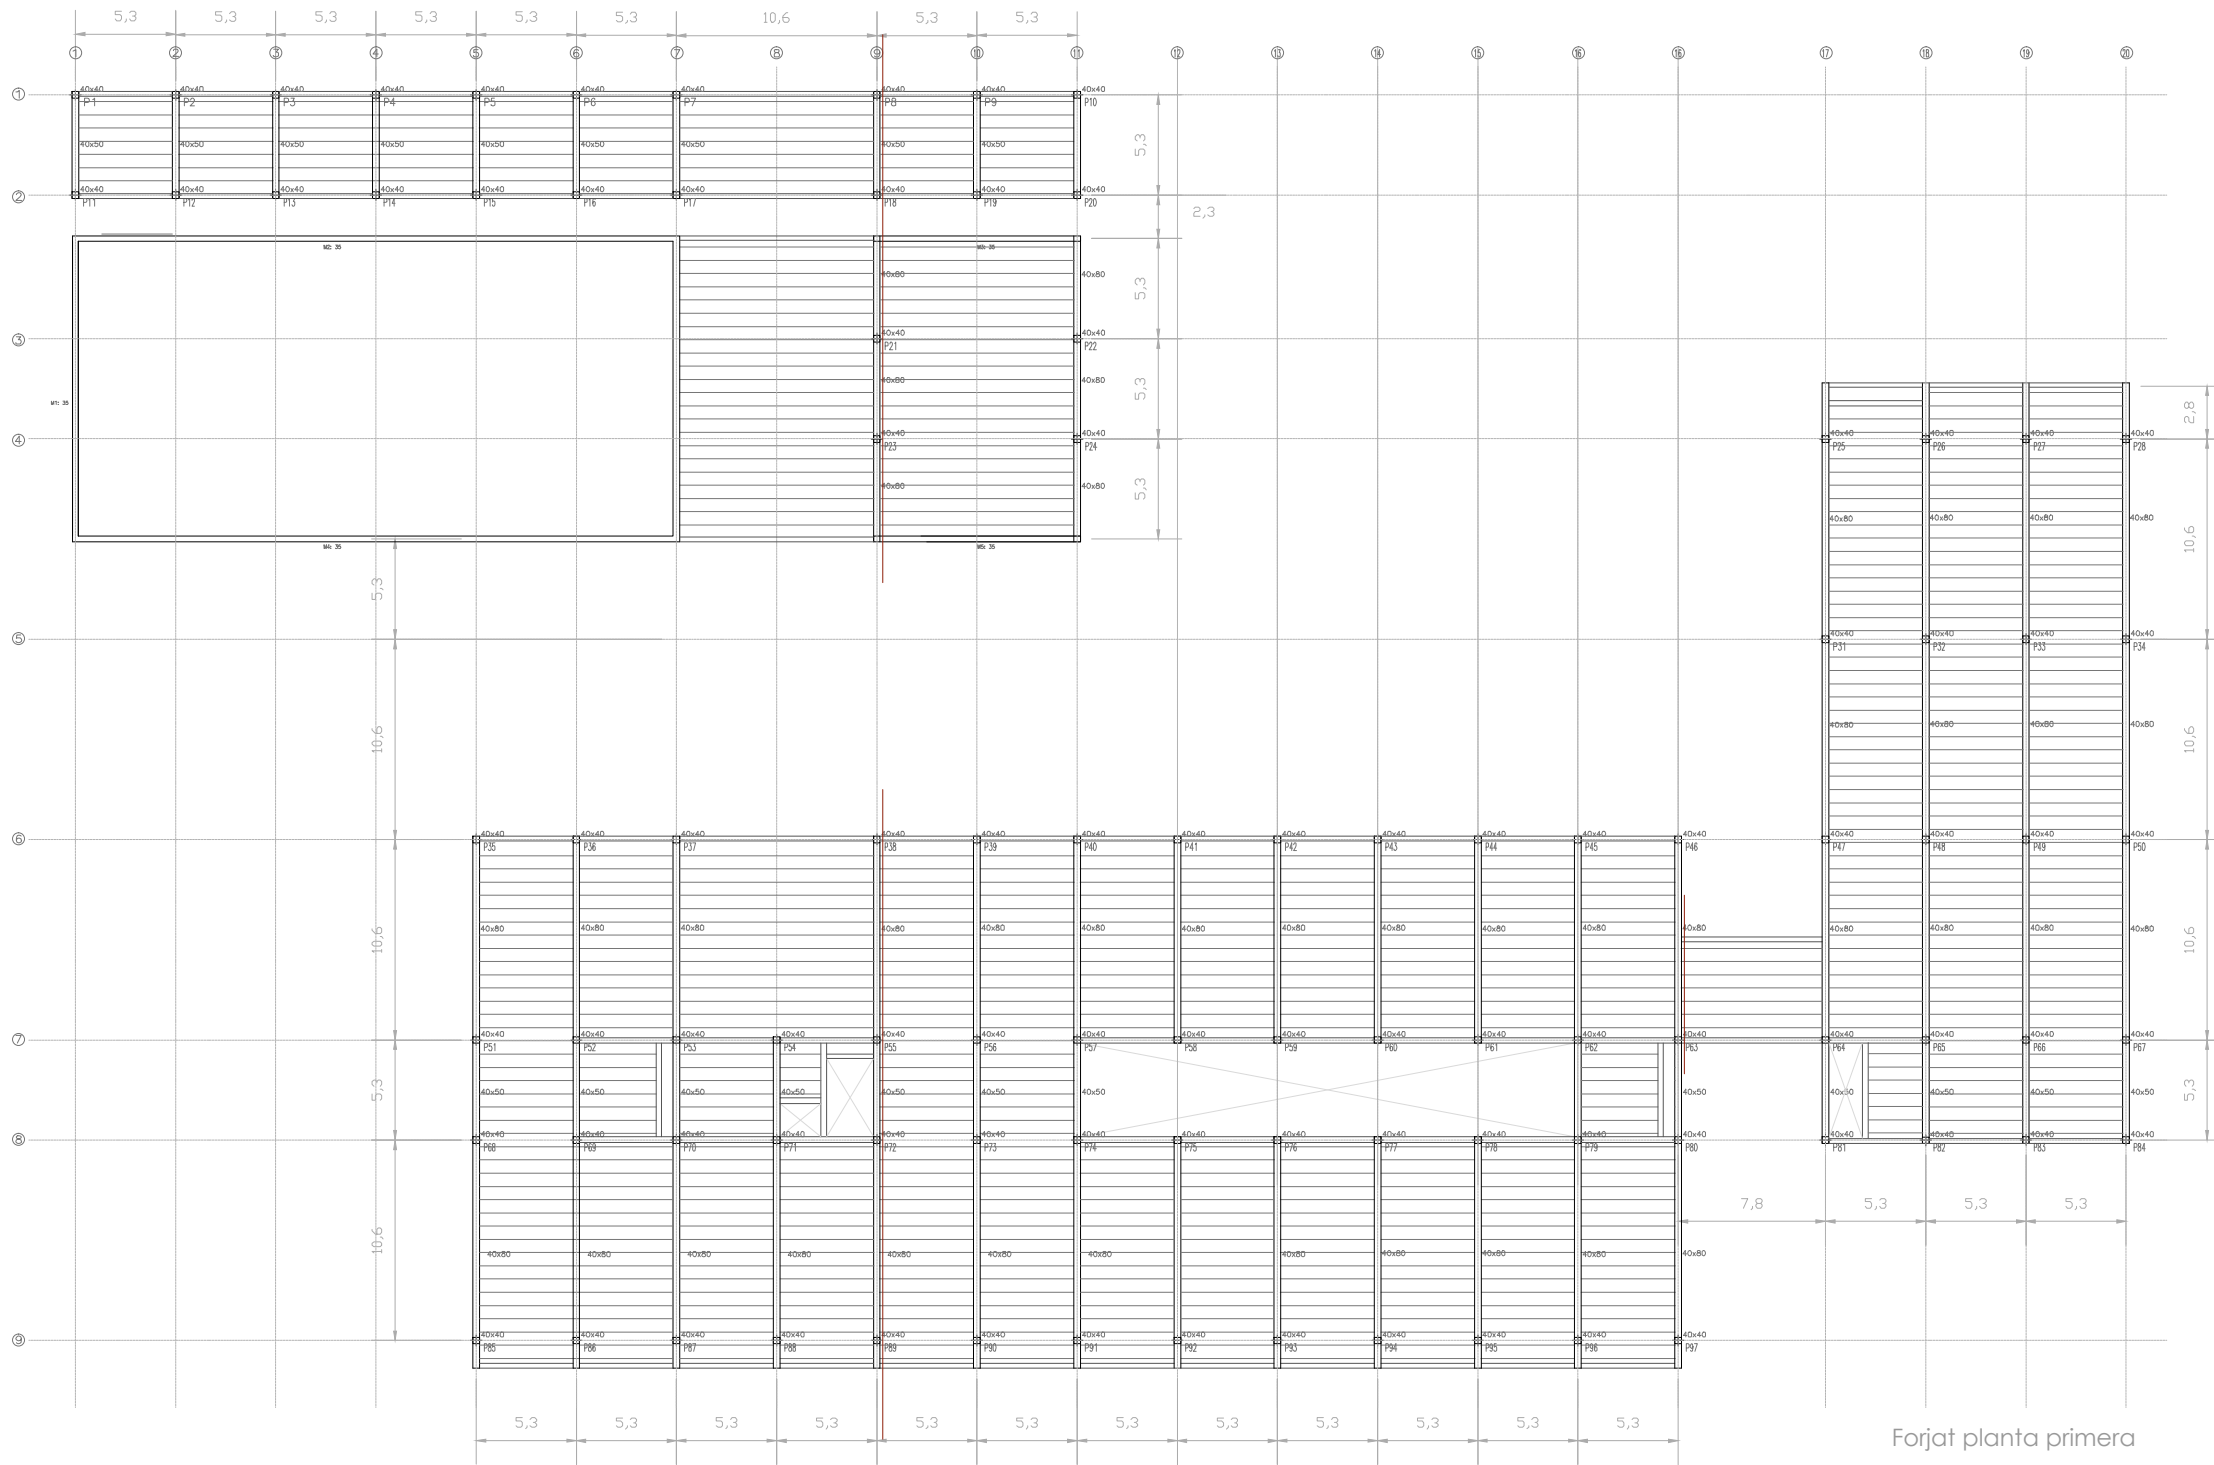 5,3 5,3 5,3 5,3 5,3 5,3 10,6 5,3 5,3
1 2 3 4 5 6 7 8 9 10 11 12 13 14 15 16 16 17 18 19 20
1
40x40 40x40 40x40 40x40 40x40 40x40 40x40 40x40 40x40 40x40
P1 P2 P3 P4 P5 P6 P7 P8 P9 P10
40x50 40x50 40x50 40x50 40x50 40x50 40x50 40x50 40x50 5,3
40x40 40x40 40x40 40x40 40x40 40x40 40x40 40x40 40x40 40x40
2
P11 P12 P13 P14 P15 P16 P17 P18 P19 P20
2,3
M2: 35 M3: 35
40x80 40x80 5,3
40x40 40x40
3
P21 P22
40x80 40x80 5,3
M1: 35
2,8
40x40 40x40 40x40 40x40 40x40 40x40
4
P23 P24 P25 P26 P27 P28
40x80 40x80 5,3
40x80 40x80 40x80 40x80 10,6
M4: 35 M5: 35
5,3
40x40 40x40 40x40 40x40
5
P31 P32 P33 P34
40x80 40x80 40x80 40x80
10,6 10,6
40x40 40x40 40x40 40x40 40x40 40x40 40x40 40x40 40x40 40x40 40x40 40x40 40x40 40x40 40x40 40x40
6
P35 P36 P37 P38 P39 P40 P41 P42 P43 P44 P45 P46 P47 P48 P49 P50
40x80 40x80 40x80 40x80 40x80 40x80 40x80 40x80 40x80 40x80 40x80 40x80 40x80 40x80 40x80 40x80
10,6 10,6
40x40 40x40 40x40 40x40 40x40 40x40 40x40 40x40 40x40 40x40 40x40 40x40 40x40 40x40 40x40 40x40 40x40
7
P51 P52 P53 P54 P55 P56 P57 P58 P59 P60 P61 P62 P63 P64 P65 P66 P67
5,3 40x50 40x50 40x50 40x50 40x50 40x50 40x50 40x50 40x50 40x50 40x50 40x50 5,3
40x40 40x40 40x40 40x40 40x40 40x40 40x40 40x40 40x40 40x40 40x40 40x40 40x40 40x40 40x40 40x40 40x40
8
P68 P69 P70 P71 P72 P73 P74 P75 P76 P77 P78 P79 P80 P81 P82 P83 P84
7,8 5,3 5,3 5,3
10,6
40x80 40x80 40x80 40x80 40x80 40x80 40x80 40x80 40x80 40x80 40x80 40x80 40x80
40x40 40x40 40x40 40x40 40x40 40x40 40x40 40x40 40x40 40x40 40x40 40x40 40x40
9
P85 P86 P87 P88 P89 P90 P91 P92 P93 P94 P95 P96 P97
5,3 5,3 5,3 5,3 5,3 5,3 5,3 5,3 5,3 5,3 5,3 5,3
Forjat planta primera